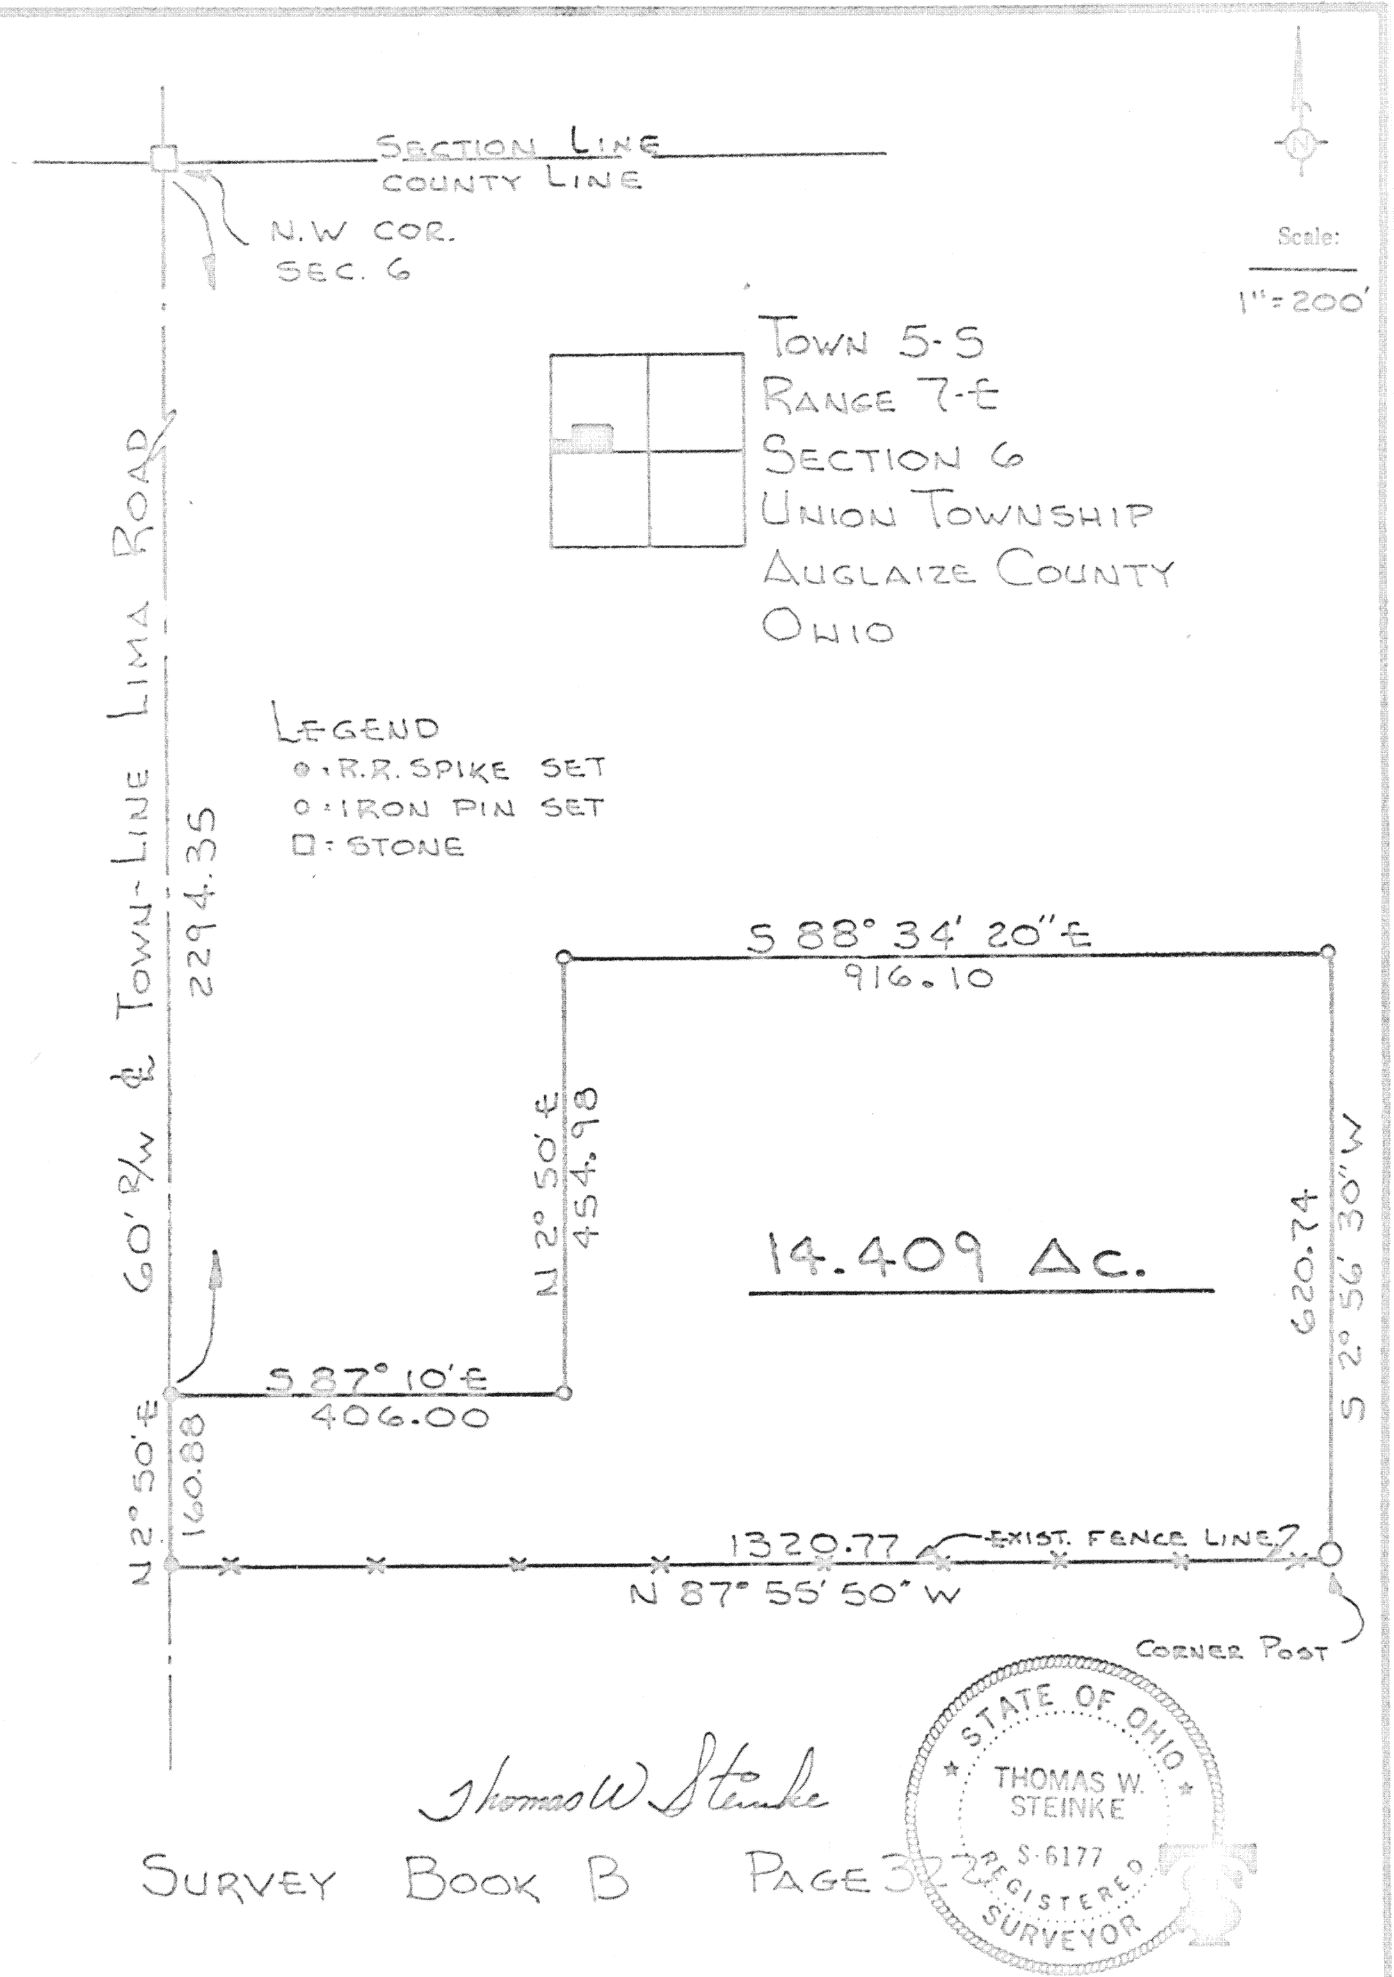 SECTION LINE
COUNTY LINE
N.W COR.
SEC. 6
N
Scale:
1"=200'
TOWN 5-S
RANGE 7-E
SECTION 6
UNION TOWNSHIP
AUGLAIZE COUNTY
OHIO
60' R/W ℄ TOWN-LINE LIMA ROAD
2294.35
LEGEND
●=R.R. SPIKE SET
○=IRON PIN SET
□=STONE
S 88° 34' 20" E
916.10
N 2° 50' E
454.98
14.409 AC.
620.74
S 2° 56' 30" W
S 87° 10' E
406.00
N 2° 50' E
160.88
1320.77
EXIST. FENCE LINE
N 87° 55' 50" W
CORNER POST
Thomas W Steinke
STATE OF OHIO
THOMAS W.
STEINKE
S-6177
REGISTERED
SURVEYOR
SURVEY BOOK B PAGE